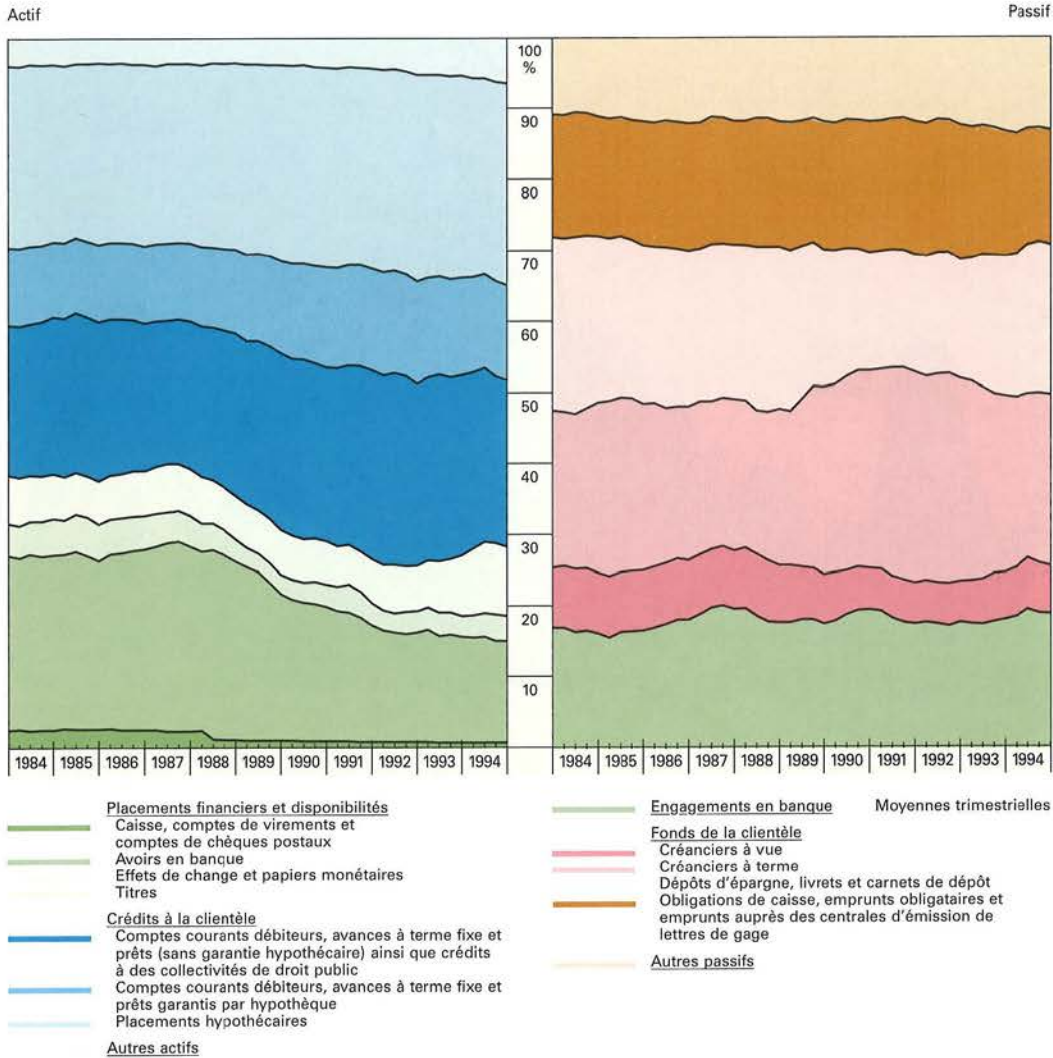 Actif
Passif
100
%
90
80
70
60
50
40
30
20
10
1984 1985 1986 1987 1988 1989 1990 1991 1992 1993 1994
1984 1985 1986 1987 1988 1989 1990 1991 1992 1993 1994
Placements financiers et disponibilités
Caisse, comptes de virements et
comptes de chèques postaux
Avoirs en banque
Effets de change et papiers monétaires
Titres
Crédits à la clientèle
Comptes courants débiteurs, avances à terme fixe et
prêts (sans garantie hypothécaire) ainsi que crédits
à des collectivités de droit public
Comptes courants débiteurs, avances à terme fixe et
prêts garantis par hypothèque
Placements hypothécaires
Autres actifs
Engagements en banque Moyennes trimestrielles
Fonds de la clientèle
Créanciers à vue
Créanciers à terme
Dépôts d'épargne, livrets et carnets de dépôt
Obligations de caisse, emprunts obligataires et
emprunts auprès des centrales d'émission de
lettres de gage
Autres passifs